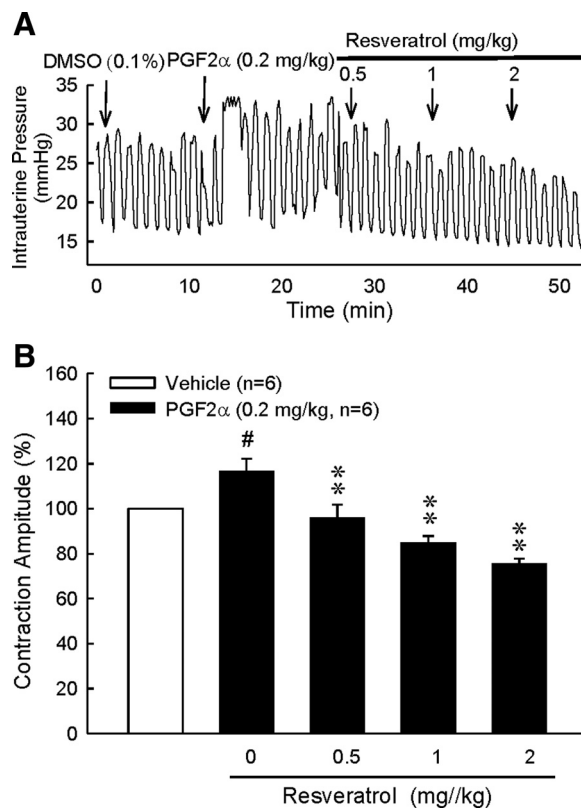 A
Resveratrol (mg/kg)
DMSO (0.1%) PGF2α (0.2 mg/kg)
0.5 1 2
35
30
25
20
15
Intrauterine Pressure
(mmHg)
0 10 20 30 40 50
Time (min)
B
160
140
120
100
80
60
40
20
0
Contraction Ampitude (%)
Vehicle (n=6)
PGF2α (0.2 mg/kg, n=6)
#
**
**
**
0 0.5 1 2
Resveratrol (mg//kg)